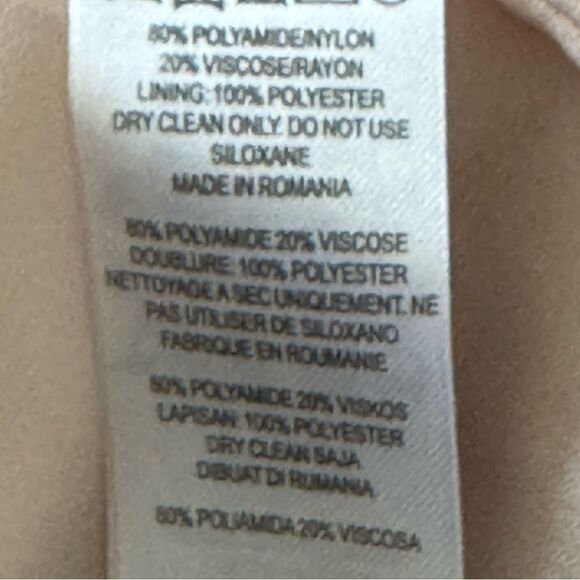 80% POLYAMIDE/NYLON
20% VISCOSE/RAYON
LINING: 100% POLYESTER
DRY CLEAN ONLY. DO NOT USE
SILOXANE
MADE IN ROMANIA
80% POLYAMIDE 20% VISCOSE
DOUBLURE: 100% POLYESTER
NETTOYAGE A SEC UNIQUEMENT. NE
PAS UTILISER DE SILOXANO
FABRIQUE EN ROUMANIE
80% POLYAMIDE 20% VISKOS
LAPISAN: 100% POLYESTER
DRY CLEAN SAJA
DIBUAT DI RUMANIA
80% POLIAMIDA 20% VISCOSA